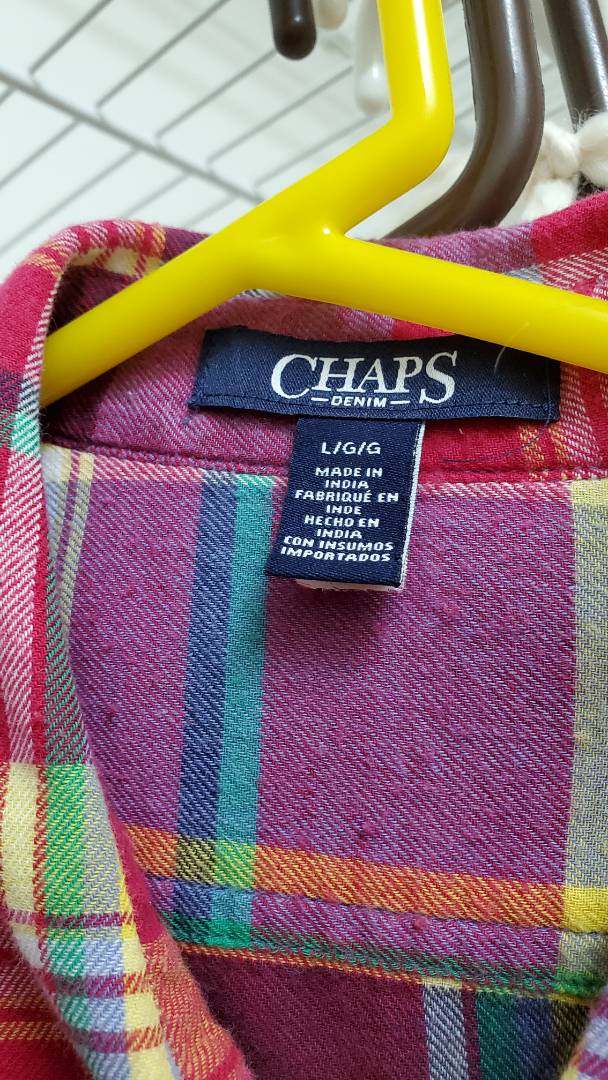 CHAPS
DENIM
L/G/G
MADE IN
INDIA
FABRIQUÉ EN
INDE
HECHO EN
INDIA
CON INSUMOS
IMPORTADOS